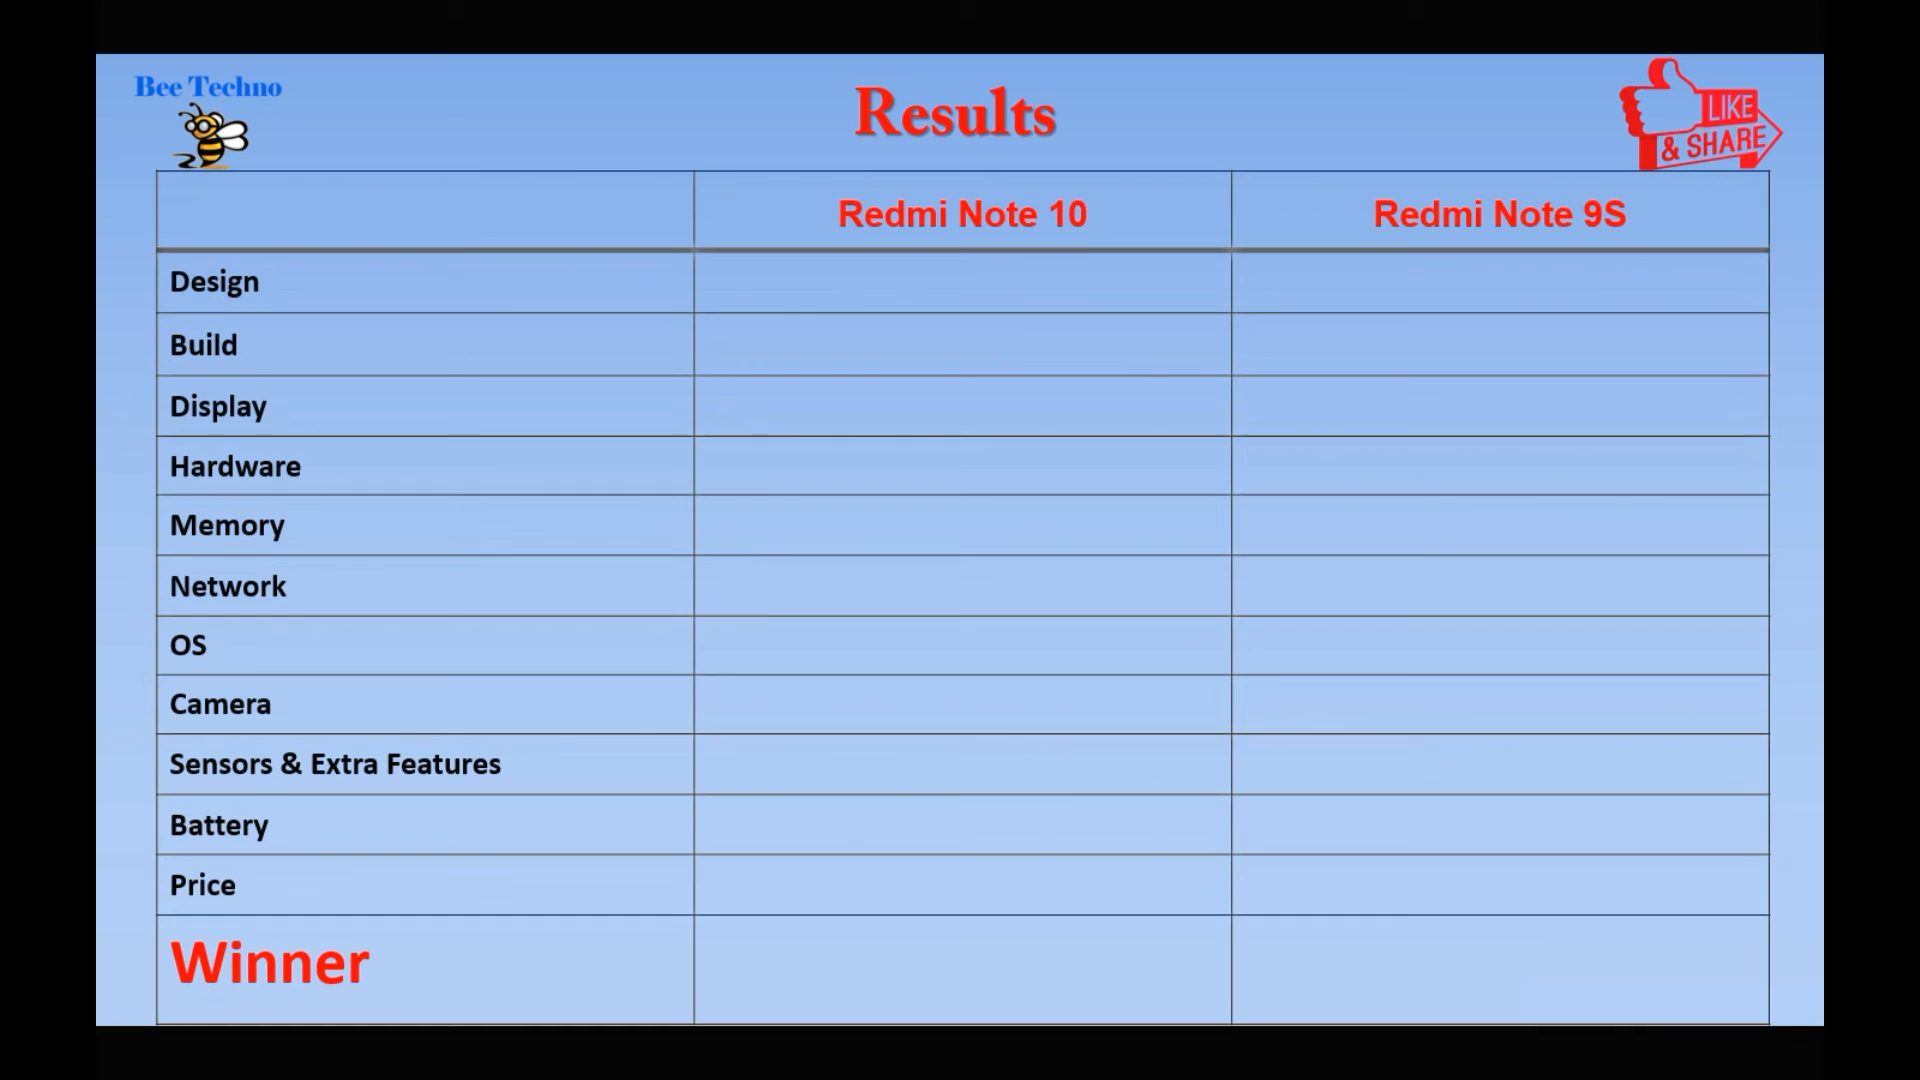 Bee Techno
Results
LIKE
& SHARE
Redmi Note 10
Redmi Note 9S
Design
Build
Display
Hardware
Memory
Network
OS
Camera
Sensors & Extra Features
Battery
Price
Winner